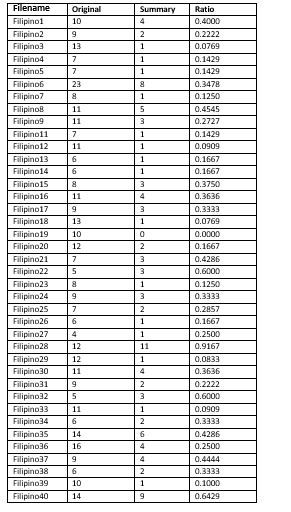 Filename Original Summary Ratio
Filipino1 10 4 0.4000
Filipino2 9 2 0.2222
Filipino3 13 1 0.0769
Filipino4 7 1 0.1429
Filipino5 7 1 0.1429
Filipino6 23 8 0.3478
Filipino7 8 1 0.1250
Filipino8 11 5 0.4545
Filipino9 11 3 0.2727
Filipino11 7 1 0.1429
Filipino12 11 1 0.0909
Filipino13 6 1 0.1667
Filipino14 6 1 0.1667
Filipino15 8 3 0.3750
Filipino16 11 4 0.3636
Filipino17 9 3 0.3333
Filipino18 13 1 0.0769
Filipino19 10 0 0.0000
Filipino20 12 2 0.1667
Filipino21 7 3 0.4286
Filipino22 5 3 0.6000
Filipino23 8 1 0.1250
Filipino24 9 3 0.3333
Filipino25 7 2 0.2857
Filipino26 6 1 0.1667
Filipino27 4 1 0.2500
Filipino28 12 11 0.9167
Filipino29 12 1 0.0833
Filipino30 11 4 0.3636
Filipino31 9 2 0.2222
Filipino32 5 3 0.6000
Filipino33 11 1 0.0909
Filipino34 6 2 0.3333
Filipino35 14 6 0.4286
Filipino36 16 4 0.2500
Filipino37 9 4 0.4444
Filipino38 6 2 0.3333
Filipino39 10 1 0.1000
Filipino40 14 9 0.6429